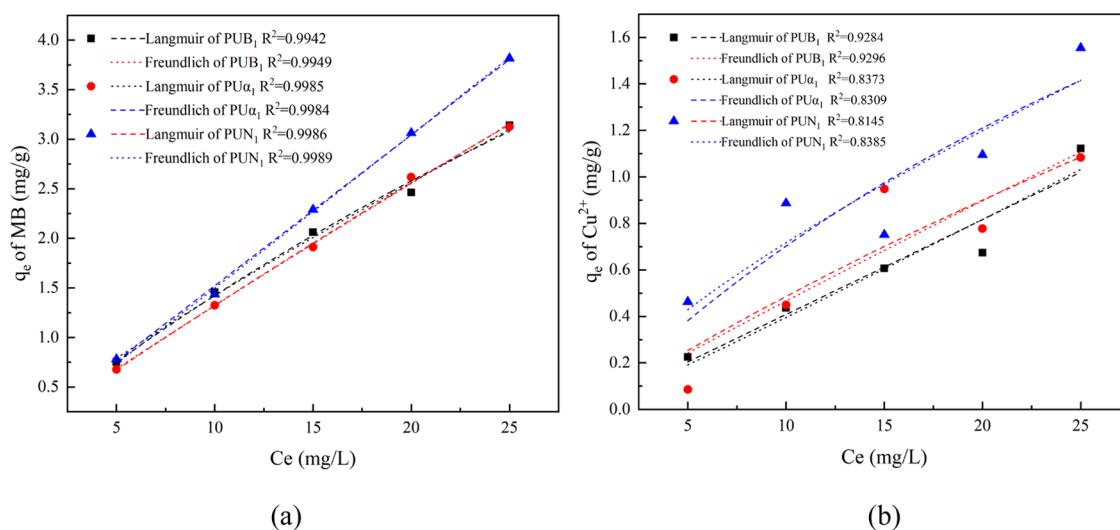 4.0
3.5
3.0
2.5
2.0
1.5
1.0
0.5
qₑ of MB (mg/g)
Langmuir of PUB₁ R²=0.9942
Freundlich of PUB₁ R²=0.9949
Langmuir of PUα₁ R²=0.9985
Freundlich of PUα₁ R²=0.9984
Langmuir of PUN₁ R²=0.9986
Freundlich of PUN₁ R²=0.9989
5 10 15 20 25
Ce (mg/L)
(a)
1.6
1.4
1.2
1.0
0.8
0.6
0.4
0.2
0.0
qₑ of Cu²⁺ (mg/g)
Langmuir of PUB₁ R²=0.9284
Freundlich of PUB₁ R²=0.9296
Langmuir of PUα₁ R²=0.8373
Freundlich of PUα₁ R²=0.8309
Langmuir of PUN₁ R²=0.8145
Freundlich of PUN₁ R²=0.8385
5 10 15 20 25
Ce (mg/L)
(b)